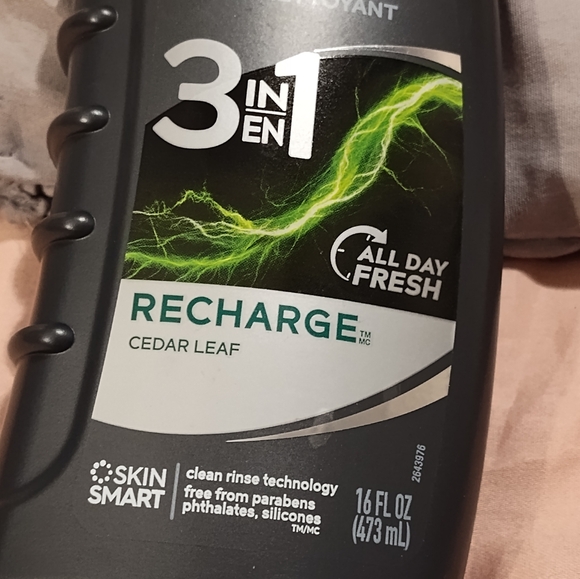 3 IN EN 1
ALL DAY
FRESH
RECHARGE TM MC
CEDAR LEAF
SKIN SMART
clean rinse technology
free from parabens
phthalates, silicones
TM/MC
16 FL OZ
(473 mL)
2643976